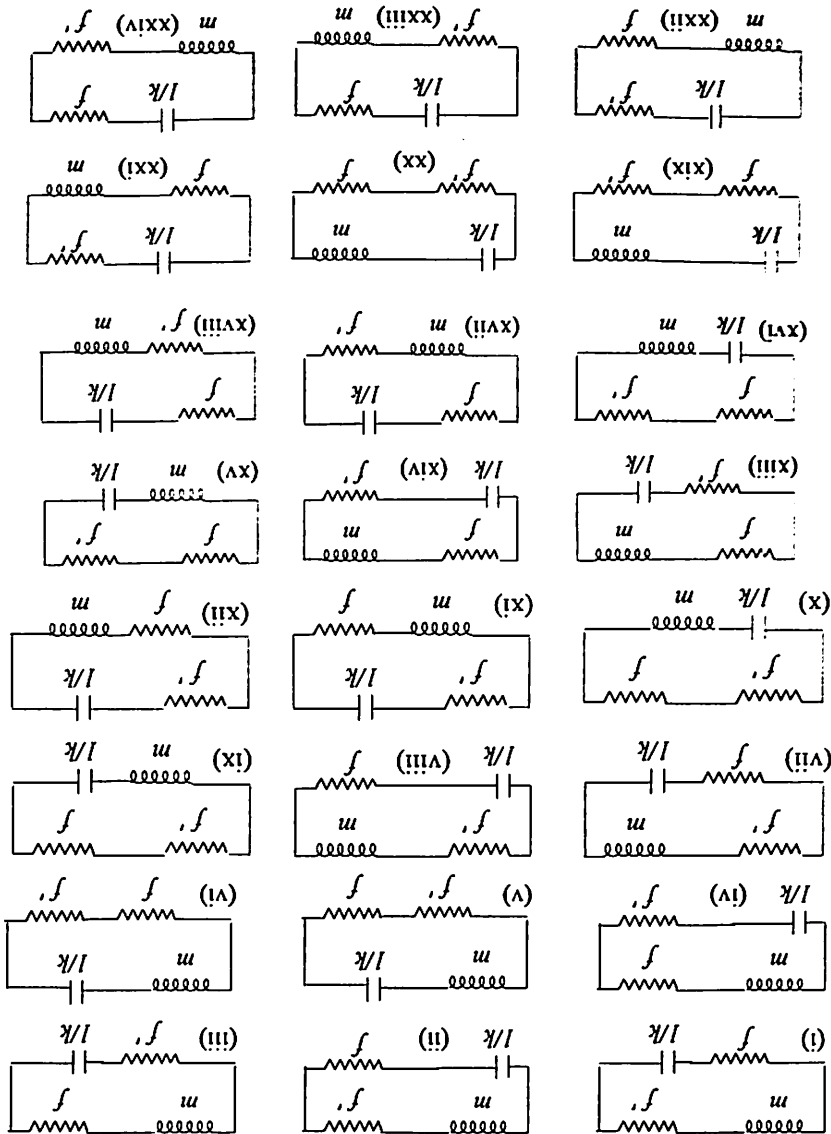 m f' m f' m f
(i) f 1/k 1/k (ii) f (iii) f' 1/k
m f m 1/k m 1/k
1/k (iv) f' (v) f' f (vi) f f'
f' m f' m f' f
(vii) f 1/k 1/k (viii) f (ix) m 1/k
f' f f' 1/k f' 1/k
(x) 1/k m (xi) m f (xii) f m
f m f m f f'
(xiii) f' 1/k 1/k (xiv) f' (xv) m 1/k
f f' f 1/k f 1/k
(xvi) 1/k m (xvii) m f' (xviii) f' m
1/k m 1/k m 1/k f'
f (xix) f' f' (xx) f f (xxi) m
1/k f' 1/k f 1/k f
m (xxii) f f' (xxiii) m m (xxiv) f'